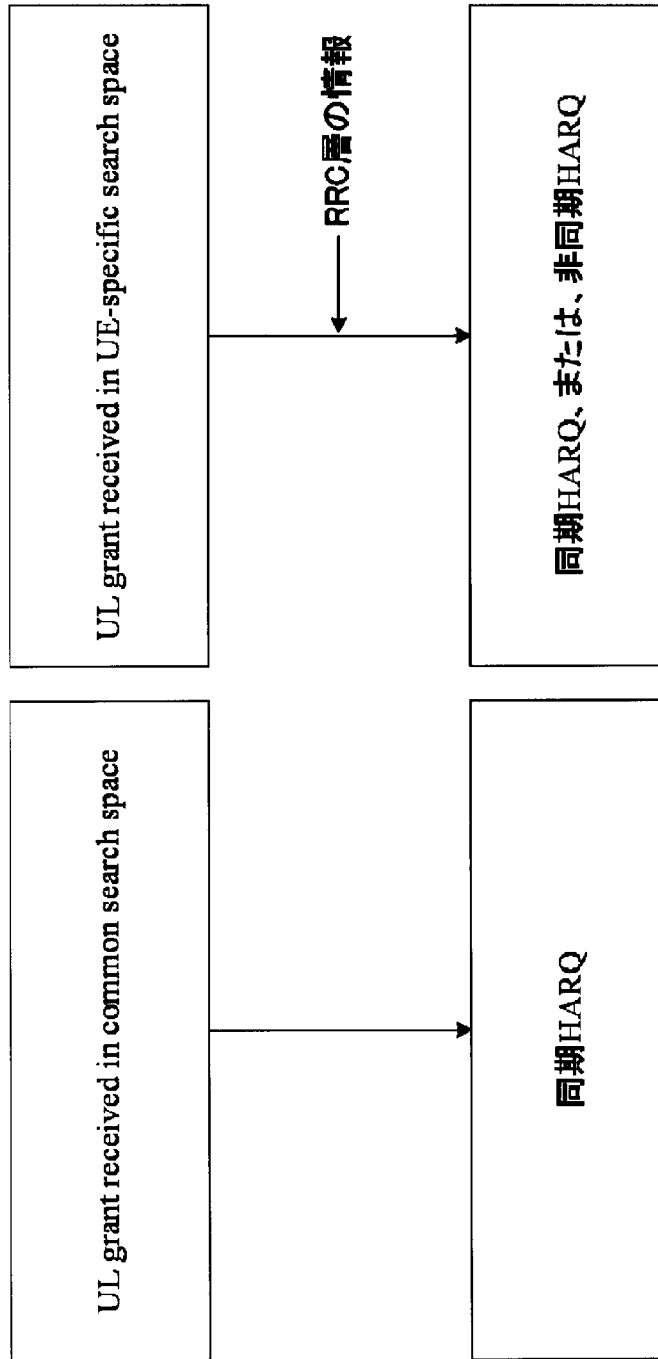 UL grant received in common search space
UL grant received in UE-specific search space
RRC層の情報
同期HARQ
同期HARQ、または、非同期HARQ